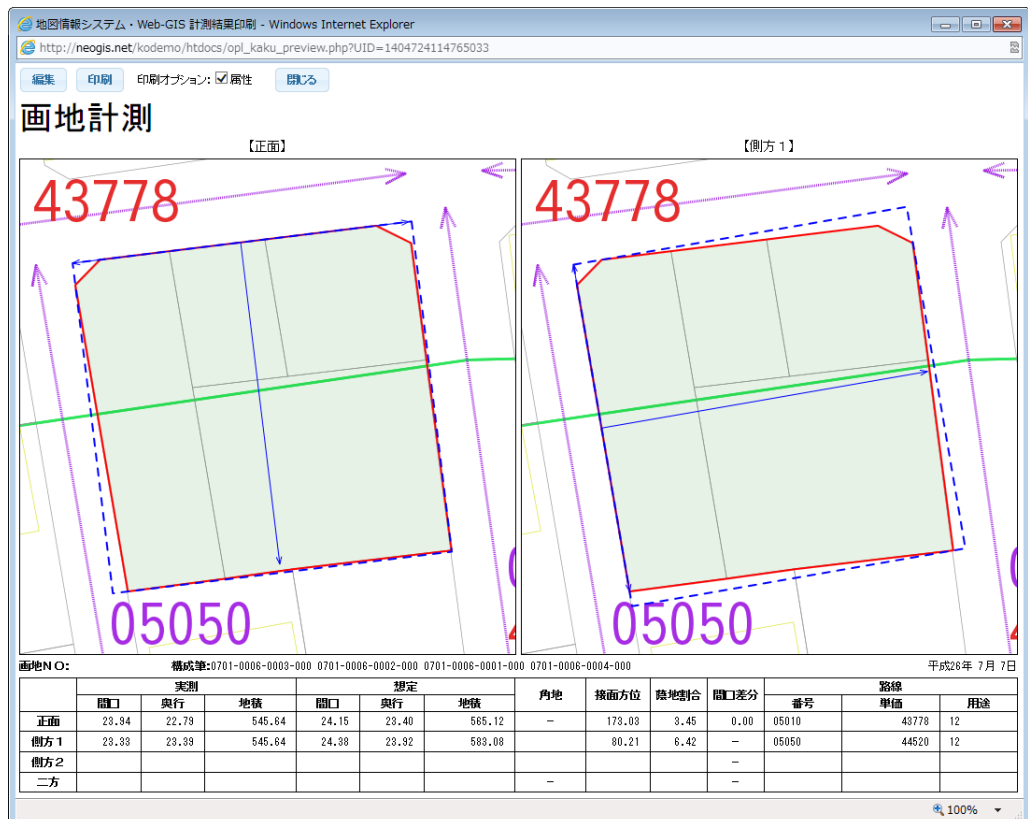 地図情報システム・Web-GIS 計測結果印刷 - Windows Internet Explorer
http://neogis.net/kodemo/htdocs/opl_kaku_preview.php?UID=1404724114765033
編集 印刷 印刷オプション: 属性 閉じる
画地計測
【正面】 【側方1】
43778 43778
05050 05050
画地NO: 構成筆:0701-0006-0003-000 0701-0006-0002-000 0701-0006-0001-000 0701-0006-0004-000 平成26年 7月 7日
実測 想定 角地 接面方位 蔭地割合 間口差分 路線
間口 奥行 地積 間口 奥行 地積 番号 単価 用途
正面 23.94 22.79 545.64 24.15 23.40 565.12 － 173.03 3.45 0.00 05010 43778 12
側方1 23.33 23.39 545.64 24.38 23.92 583.08 80.21 6.42 － 05050 44520 12
側方2 －
二方 － －
100%